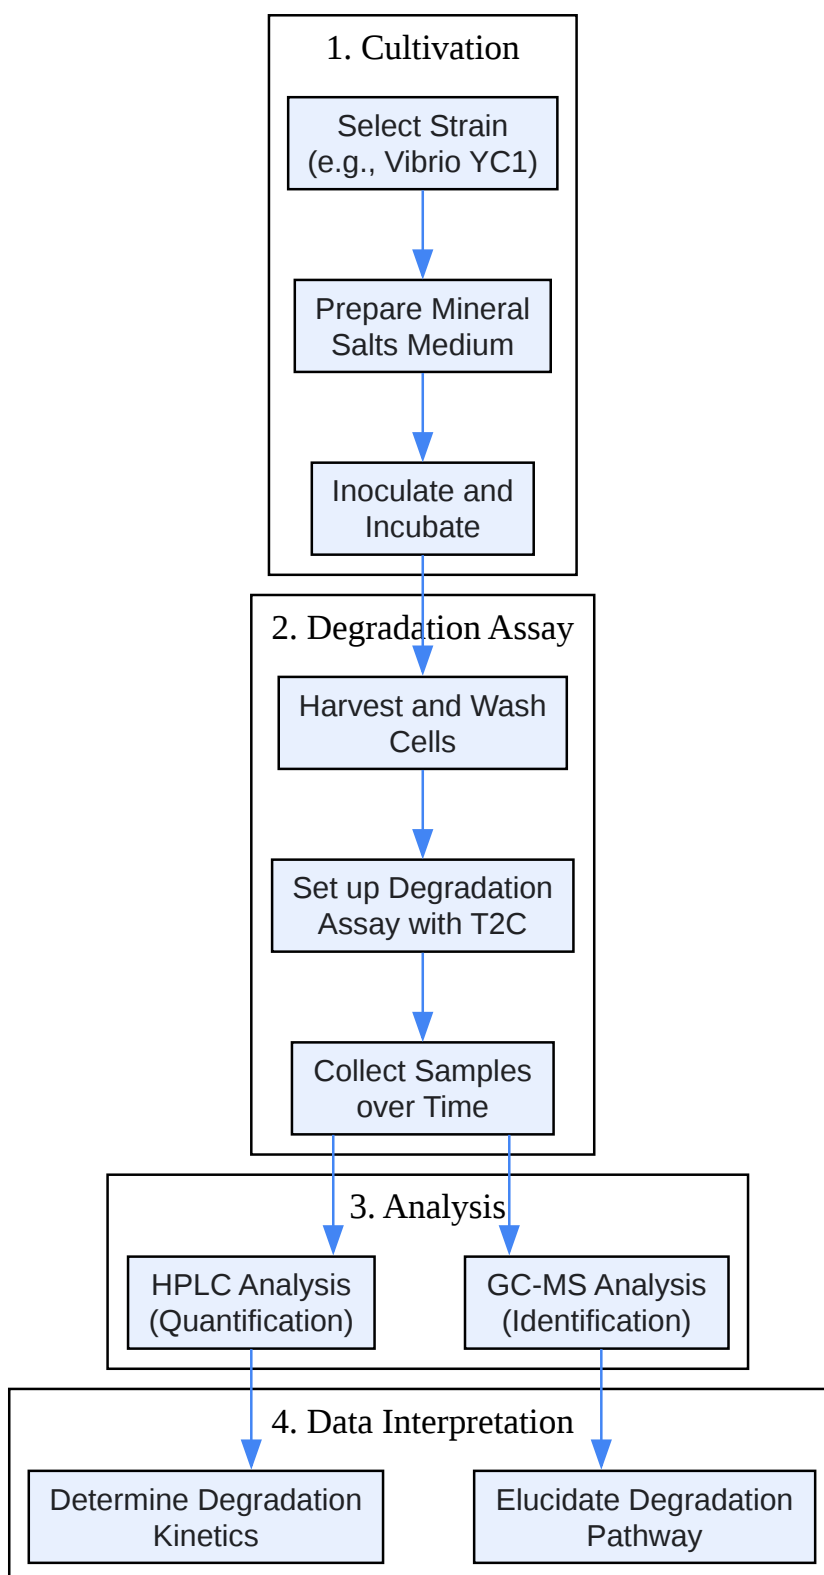 1. Cultivation
Select Strain
(e.g., Vibrio YC1)
Prepare Mineral
Salts Medium
Inoculate and
Incubate
2. Degradation Assay
Harvest and Wash
Cells
Set up Degradation
Assay with T2C
Collect Samples
over Time
3. Analysis
HPLC Analysis
(Quantification)
GC-MS Analysis
(Identification)
4. Data Interpretation
Determine Degradation
Kinetics
Elucidate Degradation
Pathway